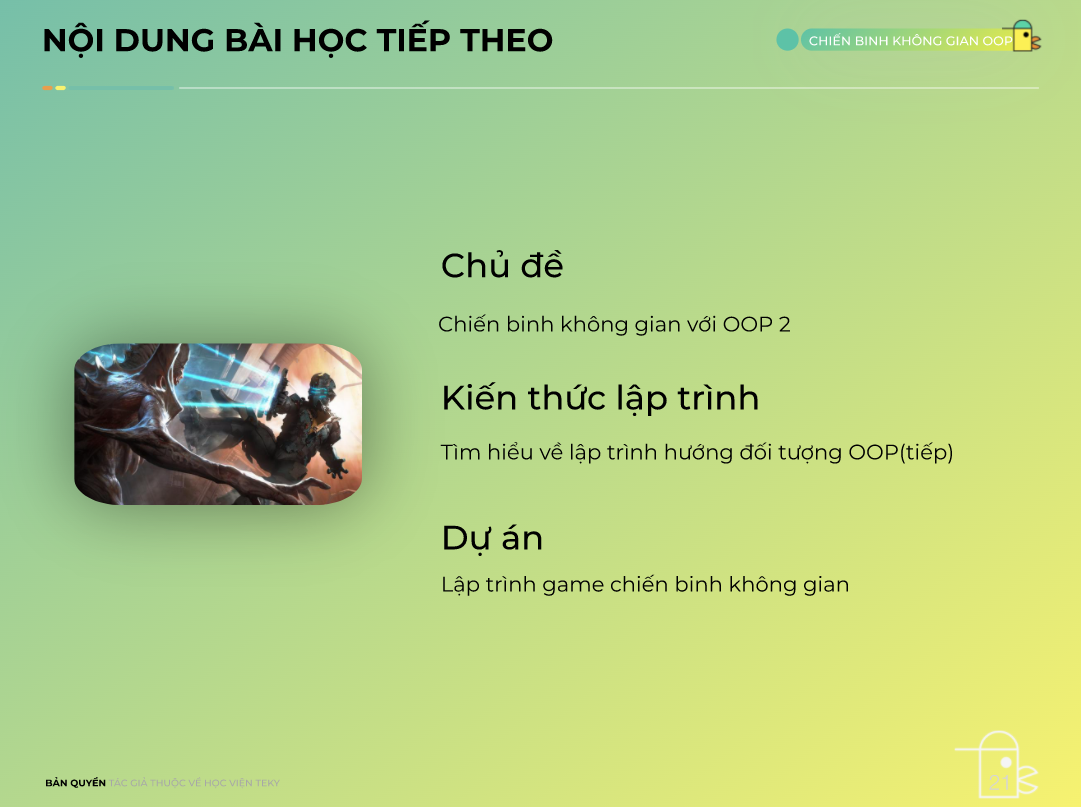 NỘI DUNG BÀI HỌC TIẾP THEO
CHIẾN BINH KHÔNG GIAN OOP
Chủ đề
Chiến binh không gian với OOP 2
Kiến thức lập trình
Tìm hiểu về lập trình hướng đối tượng OOP(tiếp)
Dự án
Lập trình game chiến binh không gian
BẢN QUYỀN TÁC GIẢ THUỘC VỀ HỌC VIỆN TEKY
21